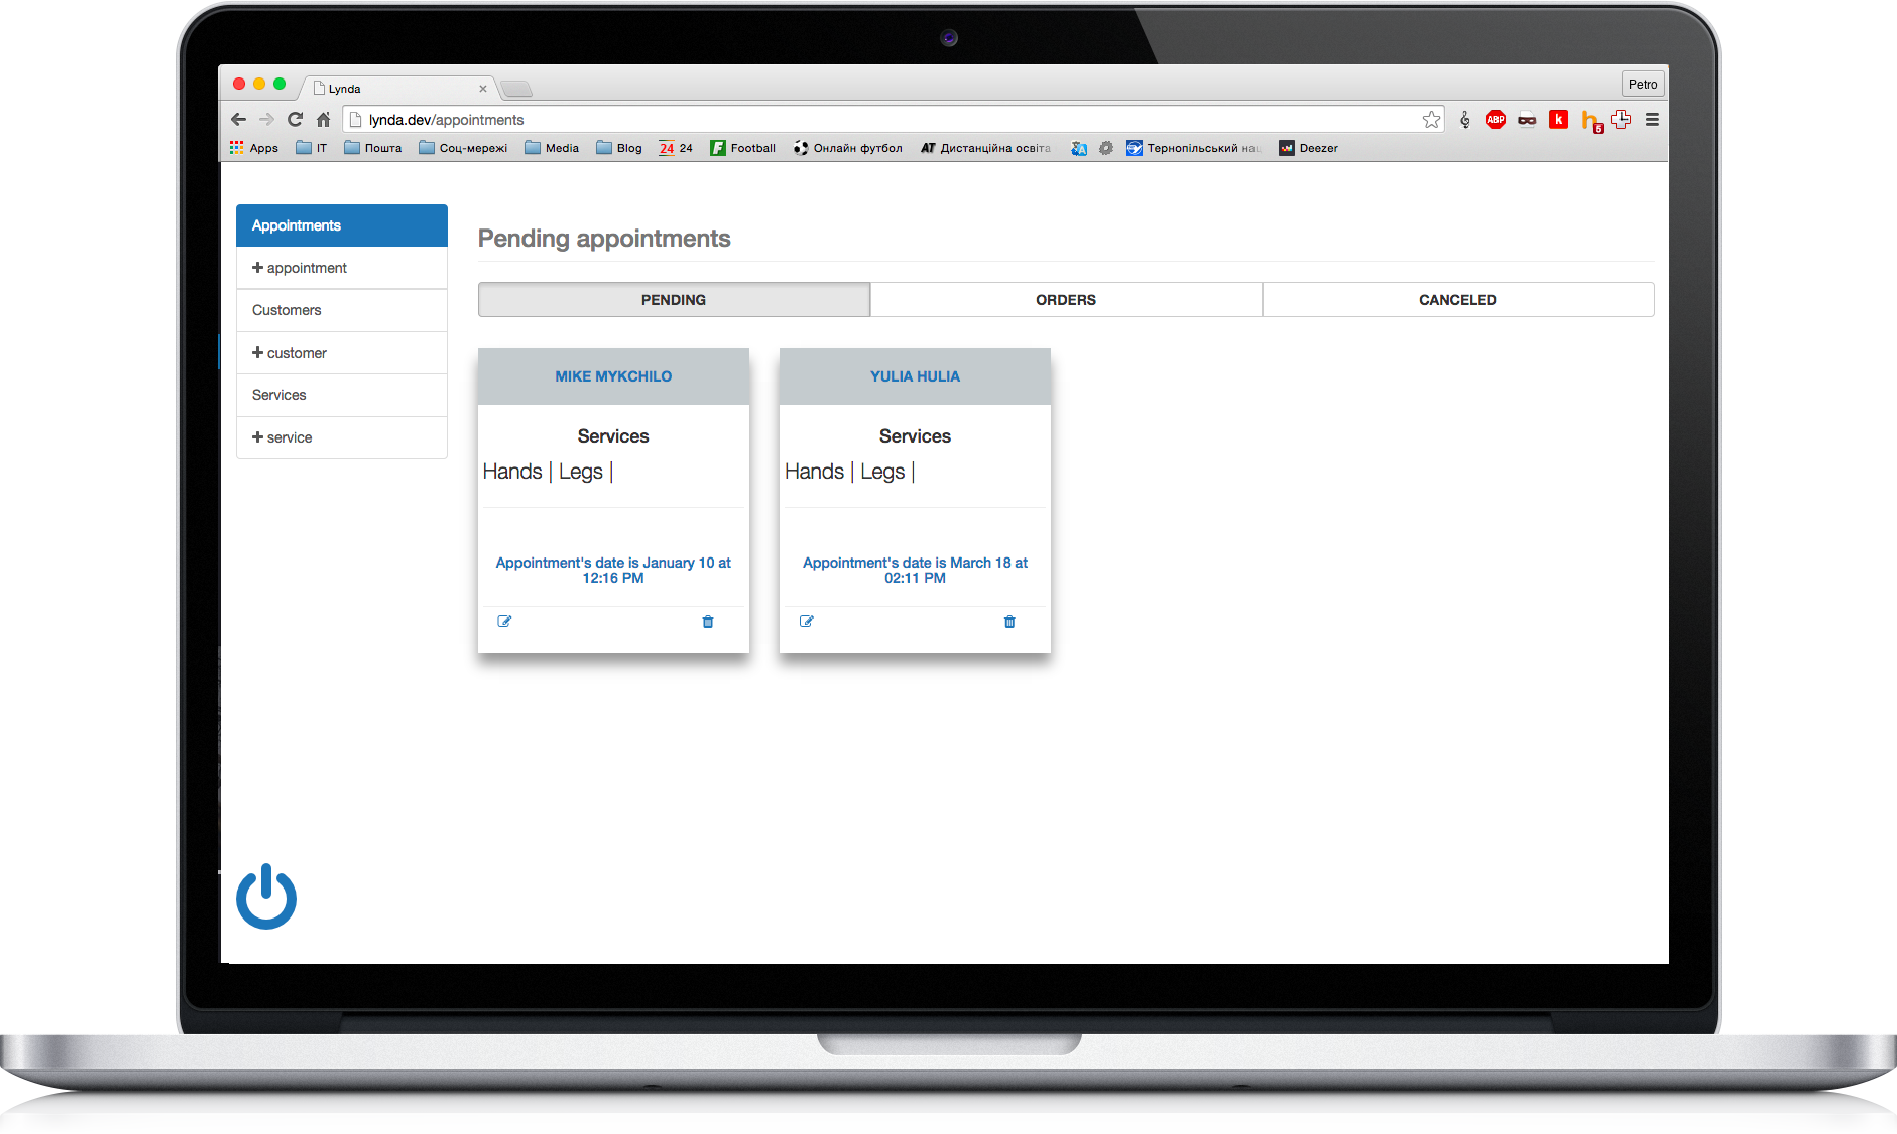 Lynda
Petro
lynda.dev/appointments
ABP
k
h
5
Apps
IT
Пошта
Соц-мережі
Media
Blog
24 24
F Football
Онлайн футбол
AT Дистанційна освіта
A
Тернопільський нац
Deezer
Appointments
+ appointment
Customers
+ customer
Services
+ service
Pending appointments
PENDING
ORDERS
CANCELED
MIKE MYKCHILO
Services
Hands | Legs |
Appointment's date is January 10 at
12:16 PM
YULIA HULIA
Services
Hands | Legs |
Appointment's date is March 18 at
02:11 PM